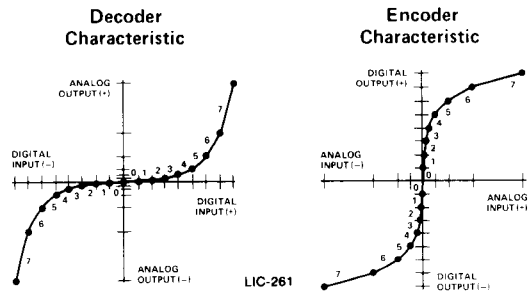 Decoder
Characteristic
ANALOG
OUTPUT (+)
7
6
5
4
3
2
1
0
DIGITAL
INPUT (–)
0
1
2
3
4
5
6
7
DIGITAL
INPUT (+)
ANALOG
OUTPUT (–)
LIC-261
Encoder
Characteristic
DIGITAL
OUTPUT (+)
7
6
5
4
3
2
1
0
ANALOG
INPUT (–)
ANALOG
INPUT (+)
0
1
2
3
4
5
6
7
DIGITAL
OUTPUT (–)